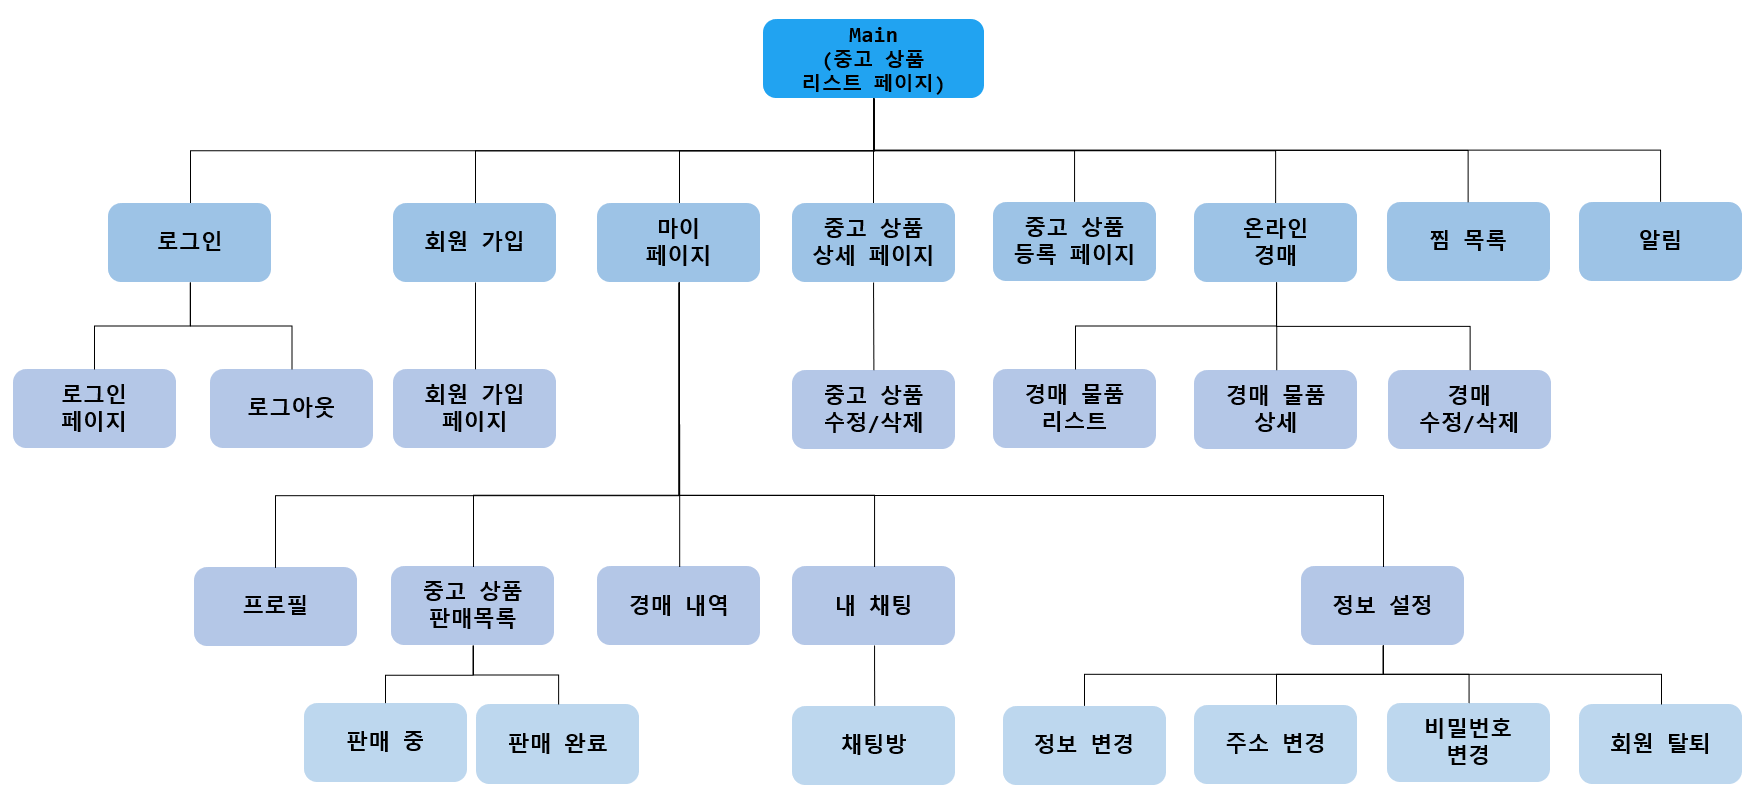 Main
(중고 상품
리스트 페이지)
로그인
회원 가입
마이
페이지
중고 상품
상세 페이지
중고 상품
등록 페이지
온라인
경매
찜 목록
알림
로그인
페이지
로그아웃
회원 가입
페이지
중고 상품
수정/삭제
경매 물품
리스트
경매 물품
상세
경매
수정/삭제
프로필
중고 상품
판매목록
경매 내역
내 채팅
정보 설정
판매 중
판매 완료
채팅방
정보 변경
주소 변경
비밀번호
변경
회원 탈퇴